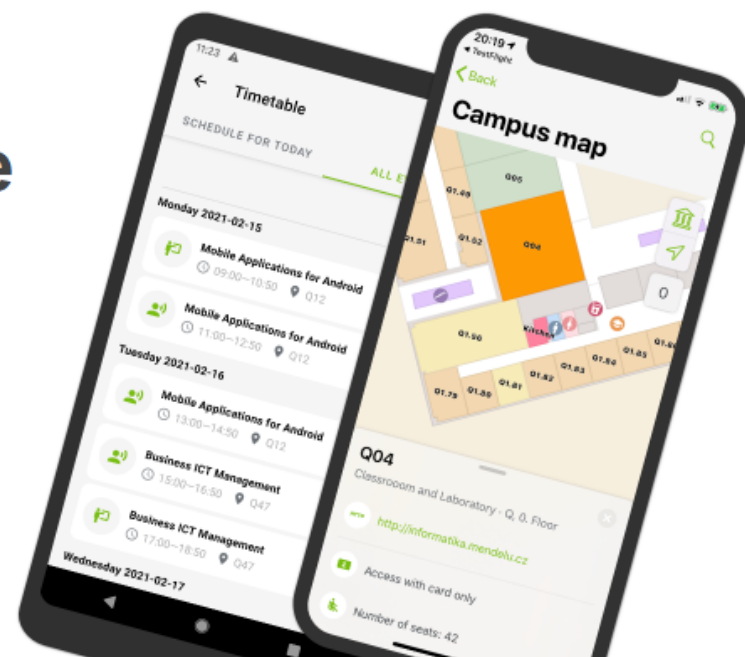 e
11:23
Timetable
SCHEDULE FOR TODAY
ALL E
Monday 2021-02-15
Mobile Applications for Android
09:00–10:50 Q12
Mobile Applications for Android
11:00–12:50 Q12
Tuesday 2021-02-16
Mobile Applications for Android
13:00–14:50 Q12
Business ICT Management
15:00–16:50 Q47
Business ICT Management
17:00–18:50 Q47
Wednesday 2021-02-17
20:19
TestFlight
Back
Campus map
Q05
Q1.49
Q1.51
Q1.52
Q04
0
Q1.50
Kitchen
Q1.79
Q1.80
Q1.81
Q1.82
Q1.83
Q1.84
Q1.85
Q04
Classrooom and Laboratory · Q, 0. Floor
http://informatika.mendelu.cz
Access with card only
Number of seats: 42